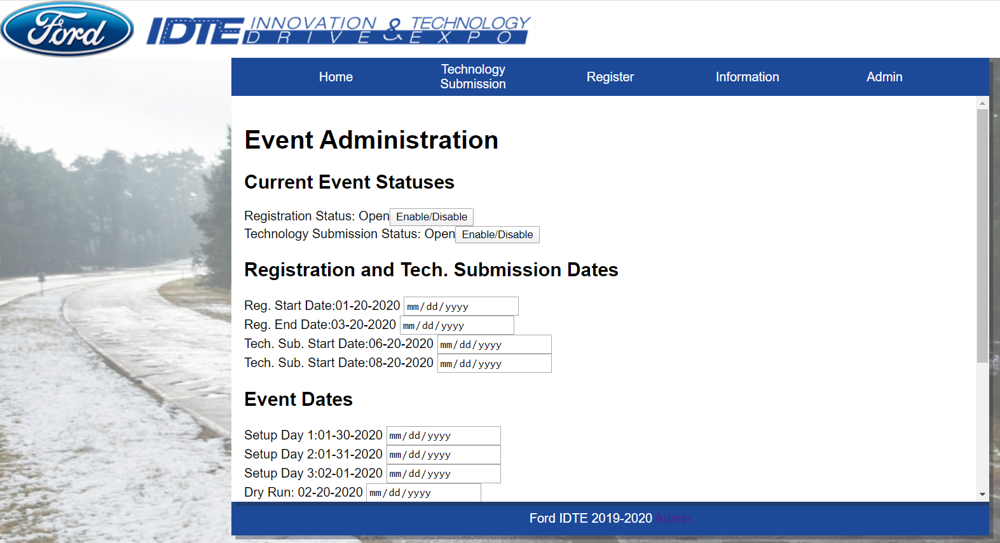 Ford
IDTE INNOVATION & TECHNOLOGY
DRIVE & EXPO
Home
Technology
Submission
Register
Information
Admin
Event Administration
Current Event Statuses
Registration Status: Open Enable/Disable
Technology Submission Status: Open Enable/Disable
Registration and Tech. Submission Dates
Reg. Start Date:01-20-2020 mm/dd/yyyy
Reg. End Date:03-20-2020 mm/dd/yyyy
Tech. Sub. Start Date:06-20-2020 mm/dd/yyyy
Tech. Sub. Start Date:08-20-2020 mm/dd/yyyy
Event Dates
Setup Day 1:01-30-2020 mm/dd/yyyy
Setup Day 2:01-31-2020 mm/dd/yyyy
Setup Day 3:02-01-2020 mm/dd/yyyy
Dry Run: 02-20-2020 mm/dd/yyyy
Ford IDTE 2019-2020 Admin